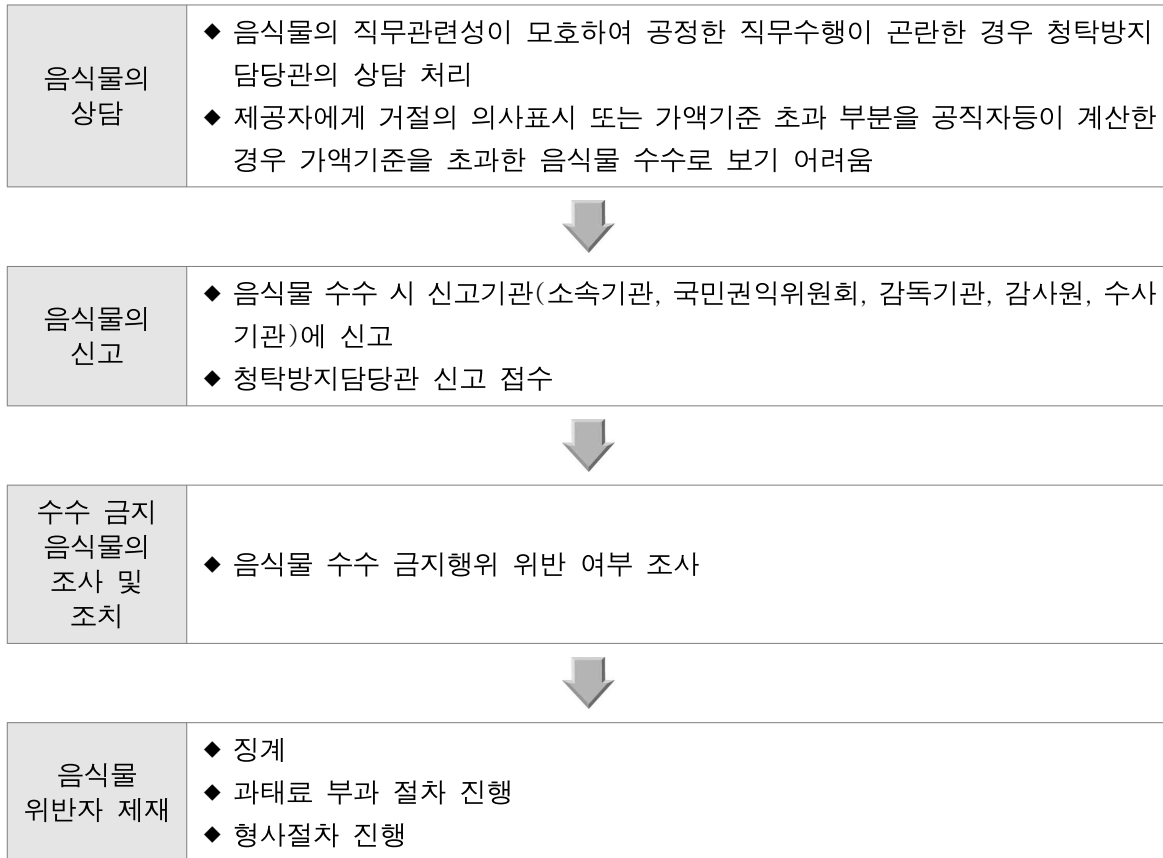 음식물의
상담
◆ 음식물의 직무관련성이 모호하여 공정한 직무수행이 곤란한 경우 청탁방지
담당관의 상담 처리
◆ 제공자에게 거절의 의사표시 또는 가액기준 초과 부분을 공직자등이 계산한
경우 가액기준을 초과한 음식물 수수로 보기 어려움
음식물의
신고
◆ 음식물 수수 시 신고기관(소속기관, 국민권익위원회, 감독기관, 감사원, 수사
기관)에 신고
◆ 청탁방지담당관 신고 접수
수수 금지
음식물의
조사 및
조치
◆ 음식물 수수 금지행위 위반 여부 조사
음식물
위반자 제재
◆ 징계
◆ 과태료 부과 절차 진행
◆ 형사절차 진행